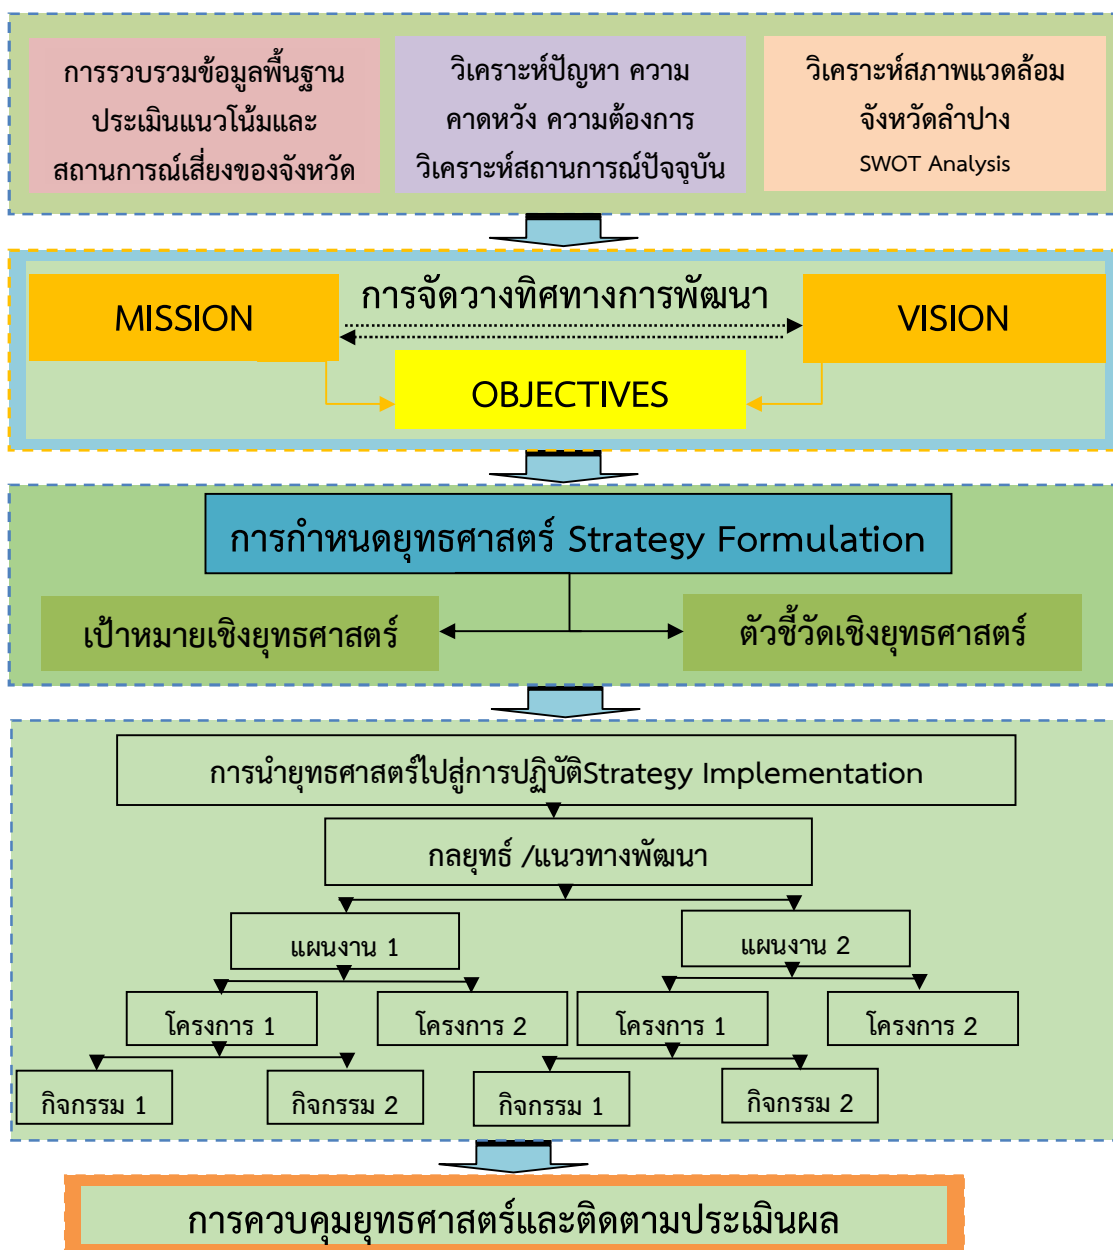 การรวบรวมข้อมูลพื้นฐาน
ประเมินแนวโน้มและ
สถานการณ์เสี่ยงของจังหวัด
วิเคราะห์ปัญหา ความ
คาดหวัง ความต้องการ
วิเคราะห์สถานการณ์ปัจจุบัน
วิเคราะห์สภาพแวดล้อม
จังหวัดลำปาง
SWOT Analysis
การจัดวางทิศทางการพัฒนา
MISSION
VISION
OBJECTIVES
การกำหนดยุทธศาสตร์ Strategy Formulation
เป้าหมายเชิงยุทธศาสตร์
ตัวชี้วัดเชิงยุทธศาสตร์
การนำยุทธศาสตร์ไปสู่การปฏิบัติStrategy Implementation
กลยุทธ์ /แนวทางพัฒนา
แผนงาน 1
แผนงาน 2
โครงการ 1
โครงการ 2
โครงการ 1
โครงการ 2
กิจกรรม 1
กิจกรรม 2
กิจกรรม 1
กิจกรรม 2
การควบคุมยุทธศาสตร์และติดตามประเมินผล